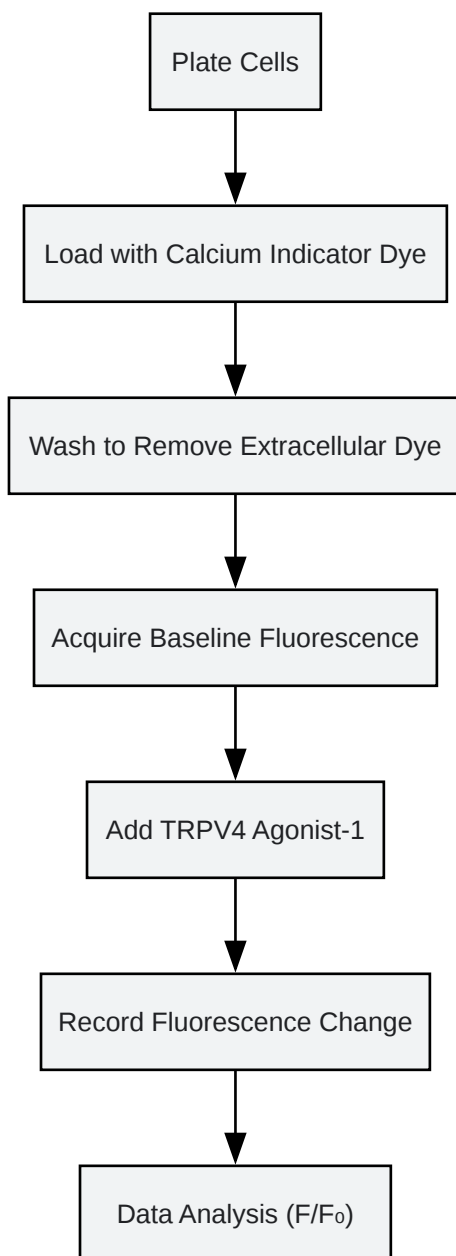 Plate Cells
Load with Calcium Indicator Dye
Wash to Remove Extracellular Dye
Acquire Baseline Fluorescence
Add TRPV4 Agonist-1
Record Fluorescence Change
Data Analysis (F/F₀)